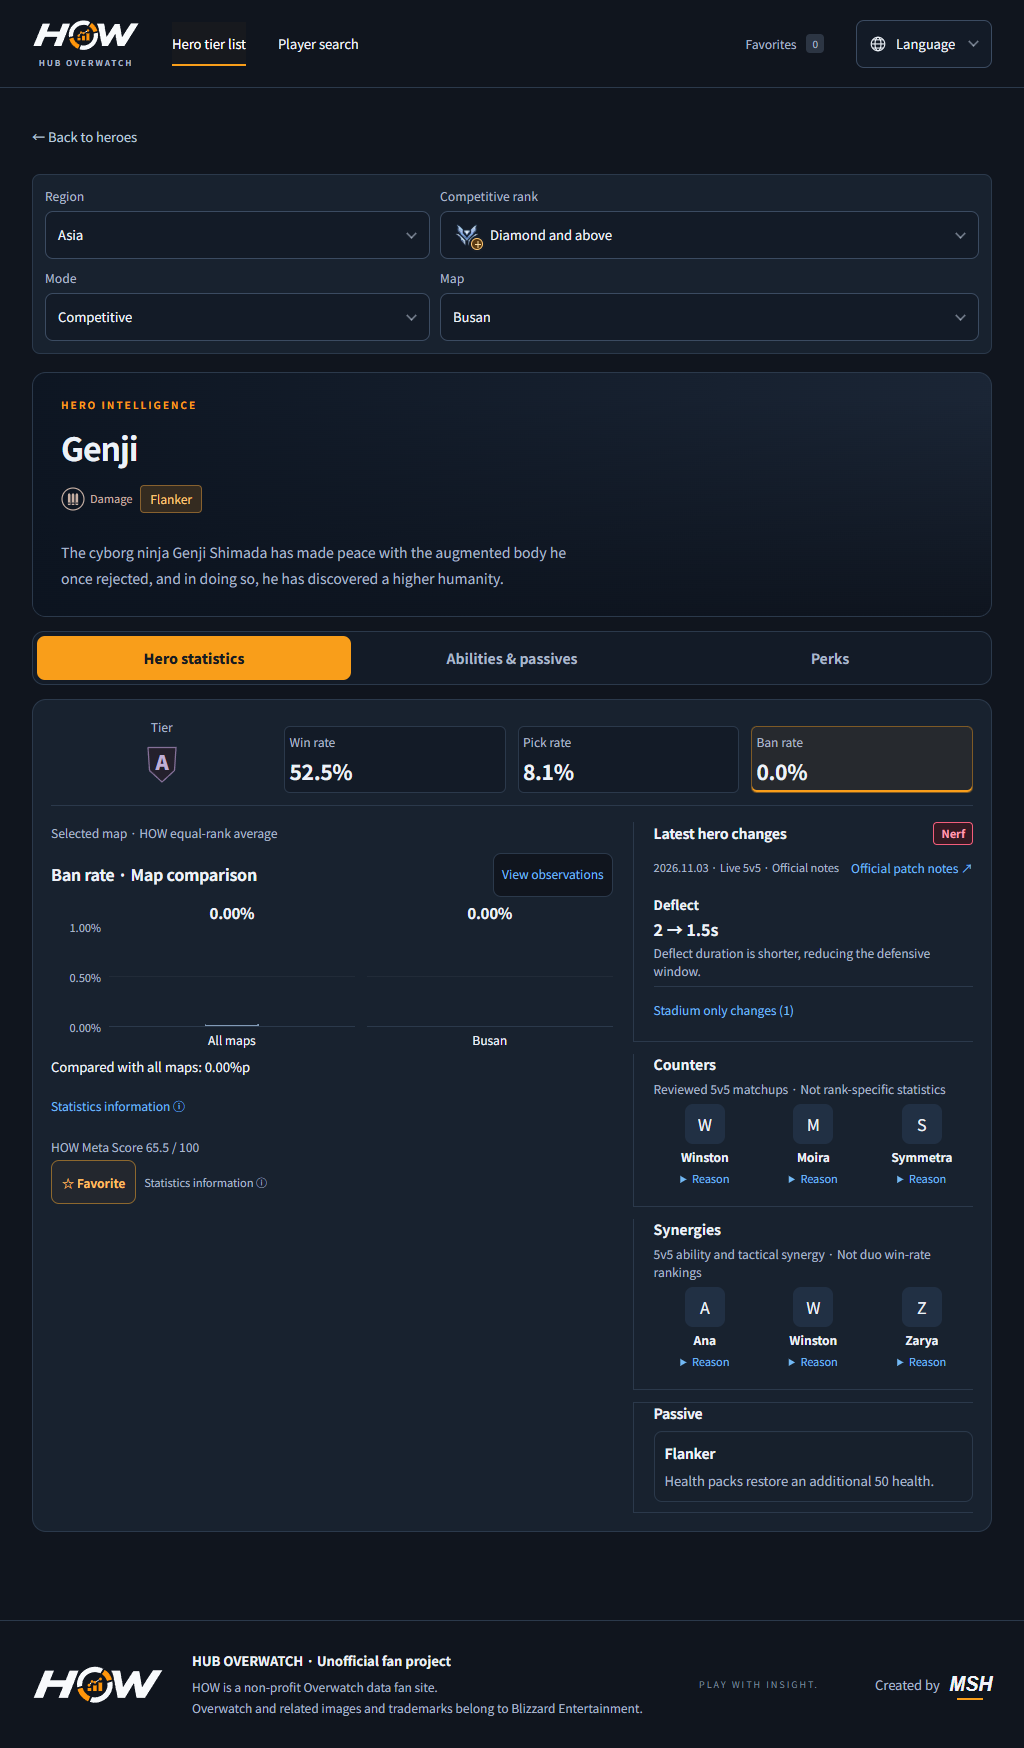 HOW
HUB OVERWATCH
Hero tier list
Player search
Favorites 0
Language
← Back to heroes
Region
Asia
Competitive rank
Diamond and above
Mode
Competitive
Map
Busan
HERO INTELLIGENCE
Genji
Damage
Flanker
The cyborg ninja Genji Shimada has made peace with the augmented body he
once rejected, and in doing so, he has discovered a higher humanity.
Hero statistics
Abilities & passives
Perks
Tier
A
Win rate
52.5%
Pick rate
8.1%
Ban rate
0.0%
Selected map · HOW equal-rank average
Ban rate · Map comparison
View observations
0.00%
0.00%
1.00%
0.50%
0.00%
All maps
Busan
Compared with all maps: 0.00%p
Statistics information ⓘ
HOW Meta Score 65.5 / 100
☆ Favorite
Statistics information ⓘ
Latest hero changes
Nerf
2026.11.03 · Live 5v5 · Official notes
Official patch notes ↗
Deflect
2 → 1.5s
Deflect duration is shorter, reducing the defensive
window.
Stadium only changes (1)
Counters
Reviewed 5v5 matchups · Not rank-specific statistics
W
M
S
Winston
Moira
Symmetra
▶ Reason
▶ Reason
▶ Reason
Synergies
5v5 ability and tactical synergy · Not duo win-rate
rankings
A
W
Z
Ana
Winston
Zarya
▶ Reason
▶ Reason
▶ Reason
Passive
Flanker
Health packs restore an additional 50 health.
HOW
HUB OVERWATCH · Unofficial fan project
HOW is a non-profit Overwatch data fan site.
Overwatch and related images and trademarks belong to Blizzard Entertainment.
PLAY WITH INSIGHT.
Created by MSH